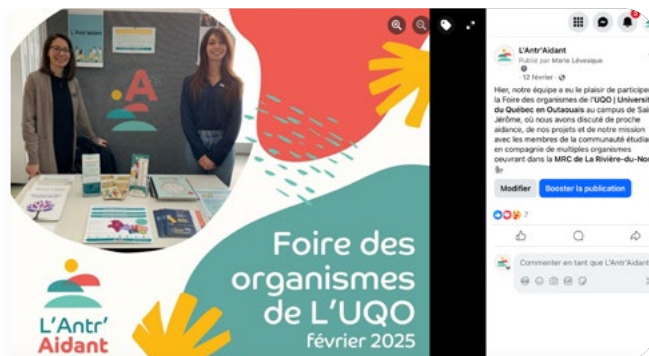 L'Antr'
Aidant
Foire des
organismes
de L'UQO
février 2025
L'Antr'Aidant
Publié par Marie Lévesque
· 12 février ·
Hier, notre équipe a eu le plaisir de participer
la Foire des organismes de l'UQO | Universit
du Québec en Outaouais au campus de Sai
Jérôme, où nous avons discuté de proche
aidance, de nos projets et de notre mission
avec les membres de la communauté étudia
en compagnie de multiples organismes
oeuvrant dans la MRC de La Rivière-du-No
Modifier
Booster la publication
7
Commenter en tant que L'Antr'Aidant